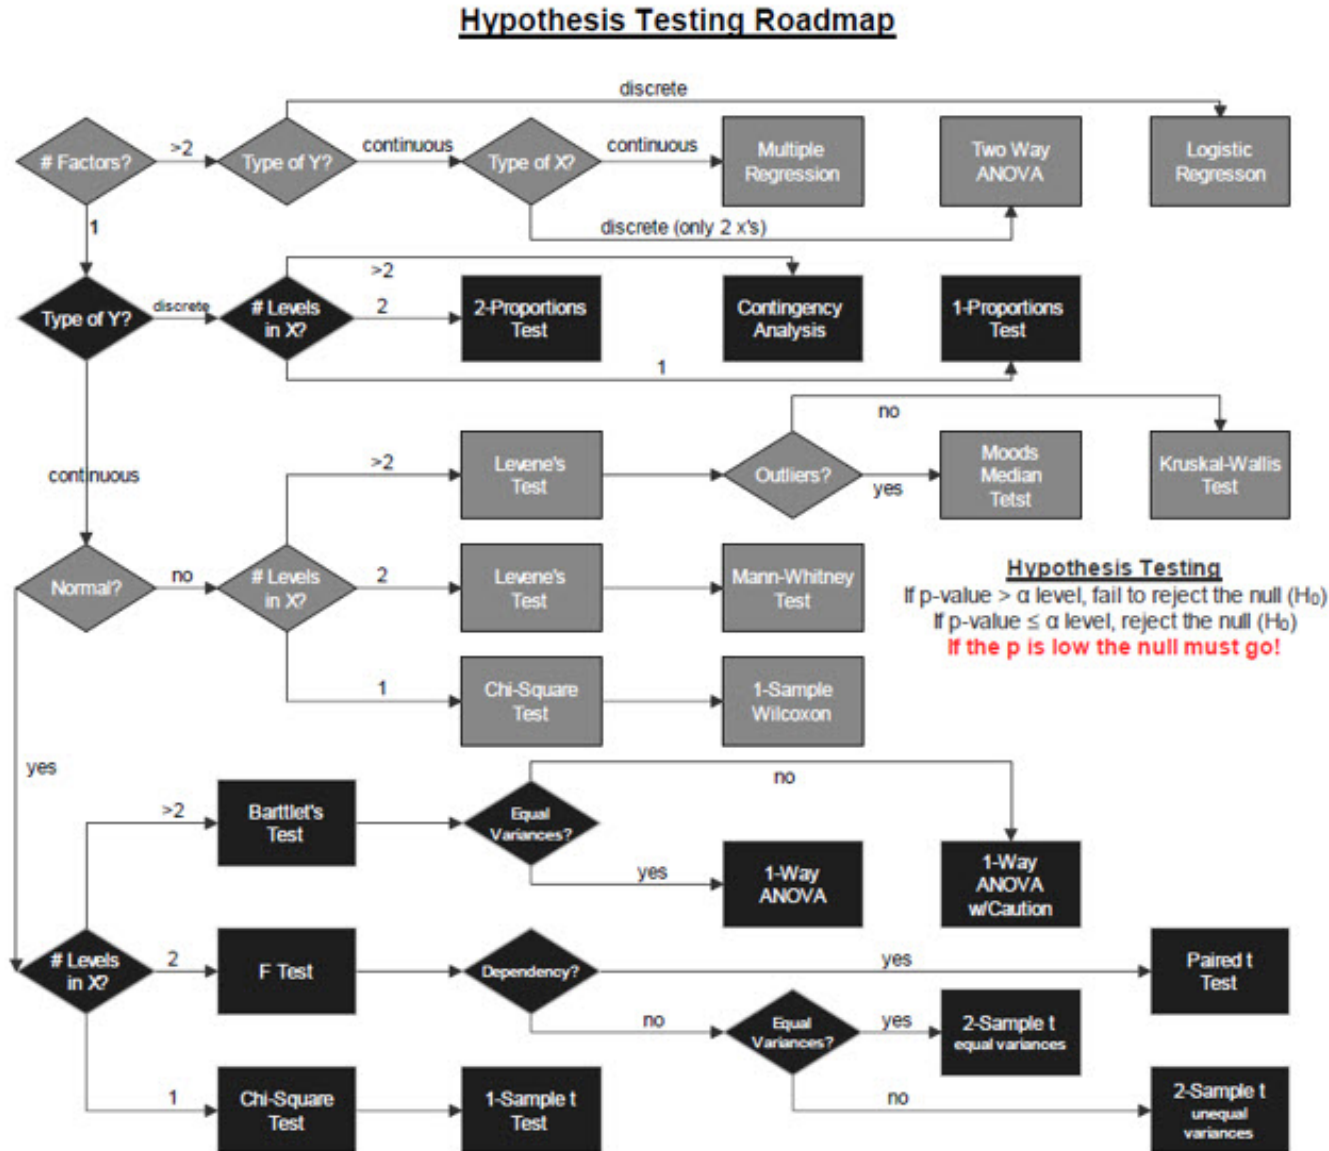 Hypothesis Testing Roadmap
discrete
# Factors?
>2
Type of Y?
continuous
Type of X?
continuous
Multiple
Regression
Two Way
ANOVA
Logistic
Regresson
1
discrete (only 2 x's)
Type of Y?
discrete
# Levels
in X?
>2
2
2-Proportions
Test
Contingency
Analysis
1-Proportions
Test
1
continuous
no
>2
Levene's
Test
Outliers?
yes
Moods
Median
Tetst
Kruskal-Wallis
Test
Normal?
no
# Levels
in X?
2
Levene's
Test
Mann-Whitney
Test
Hypothesis Testing
If p-value > α level, fail to reject the null (H₀)
If p-value ≤ α level, reject the null (H₀)
If the p is low the null must go!
1
Chi-Square
Test
1-Sample
Wilcoxon
yes
>2
Barttlet's
Test
Equal
Variances?
no
yes
1-Way
ANOVA
1-Way
ANOVA
w/Caution
# Levels
in X?
2
F Test
Dependency?
yes
Paired t
Test
no
Equal
Variances?
yes
2-Sample t
equal variances
1
Chi-Square
Test
1-Sample t
Test
no
2-Sample t
unequal
variances